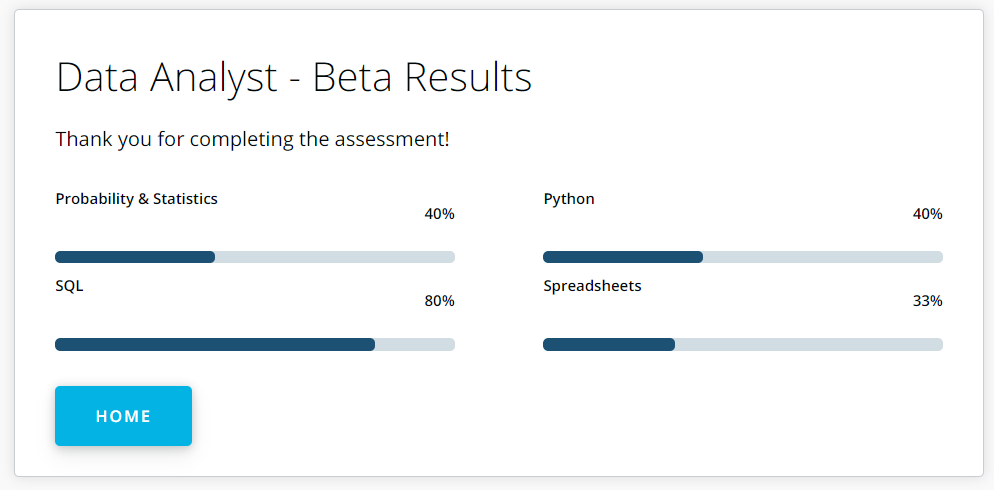 Data Analyst - Beta Results
Thank you for completing the assessment!
Probability & Statistics
40%
Python
40%
SQL
80%
Spreadsheets
33%
HOME